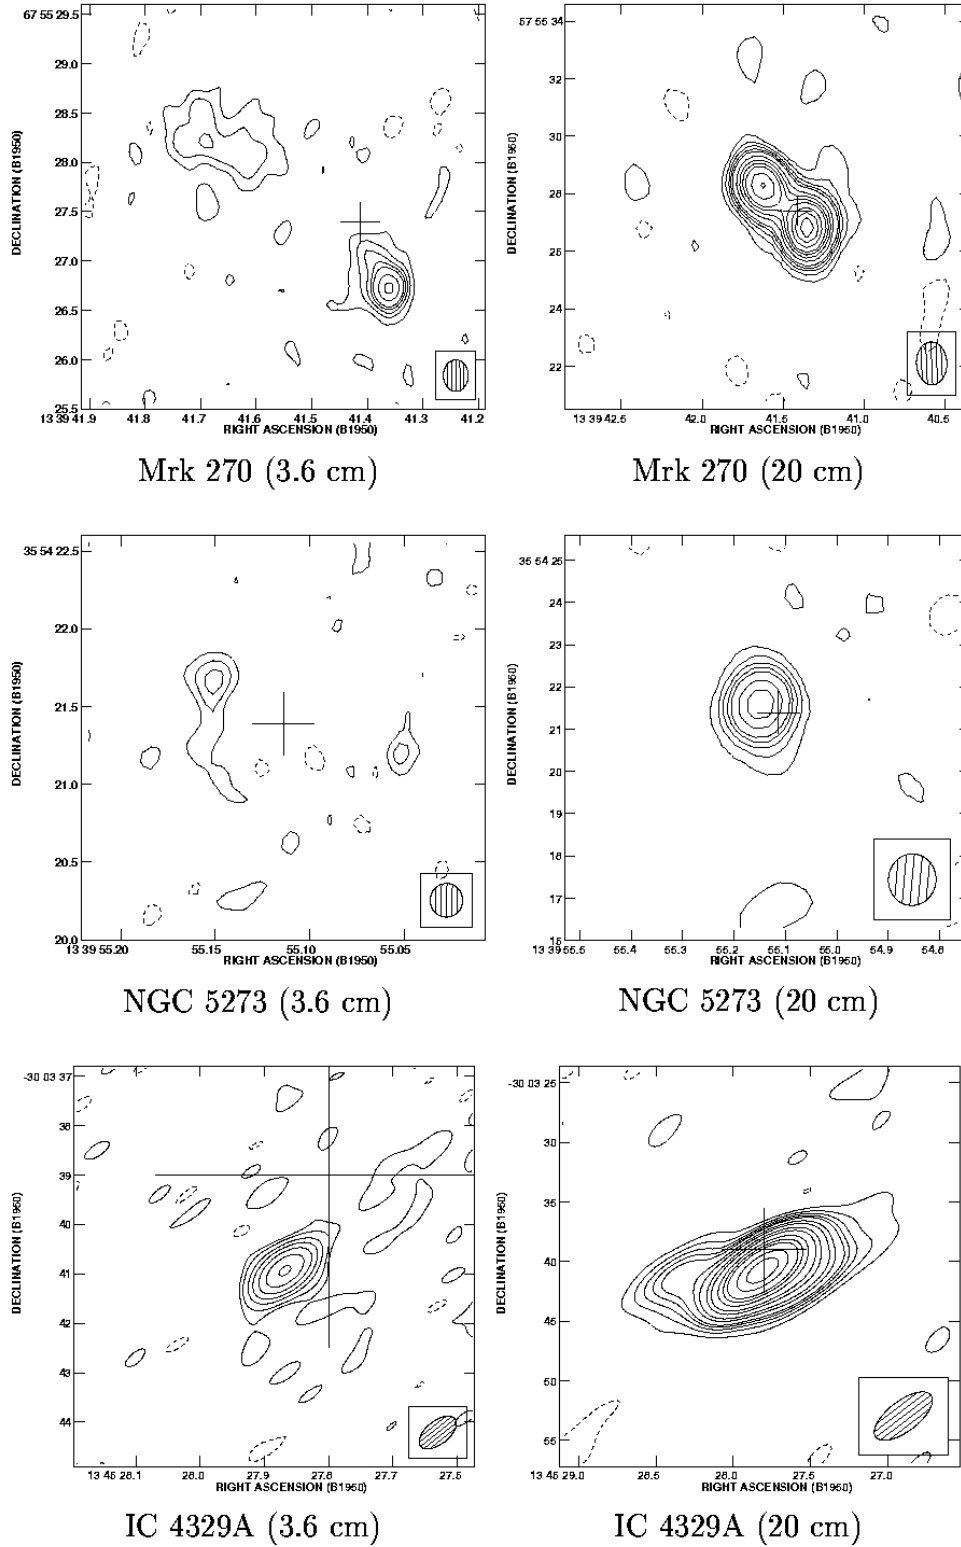 67 55 29.5
29.0
28.5
28.0
27.5
27.0
26.5
26.0
25.5
DECLINATION (B1950)
13 39 41.9 41.8 41.7 41.6 41.5 41.4 41.3 41.2
RIGHT ASCENSION (B1950)
Mrk 270 (3.6 cm)
67 55 34
32
30
28
26
24
22
DECLINATION (B1950)
13 39 42.5 42.0 41.5 41.0 40.5
RIGHT ASCENSION (B1950)
Mrk 270 (20 cm)
35 54 22.5
22.0
21.5
21.0
20.5
20.0
DECLINATION (B1950)
13 39 55.20 55.15 55.10 55.05
RIGHT ASCENSION (B1950)
NGC 5273 (3.6 cm)
35 54 25
24
23
22
21
20
19
18
17
15
DECLINATION (B1950)
13 39 55.5 55.4 55.3 55.2 55.1 55.0 54.9 54.8
RIGHT ASCENSION (B1950)
NGC 5273 (20 cm)
-30 03 37
38
39
40
41
42
43
44
DECLINATION (B1950)
13 45 28.1 28.0 27.9 27.8 27.7 27.6
RIGHT ASCENSION (B1950)
IC 4329A (3.6 cm)
-30 03 25
30
35
40
45
50
55
DECLINATION (B1950)
13 45 29.0 28.5 28.0 27.5 27.0
RIGHT ASCENSION (B1950)
IC 4329A (20 cm)